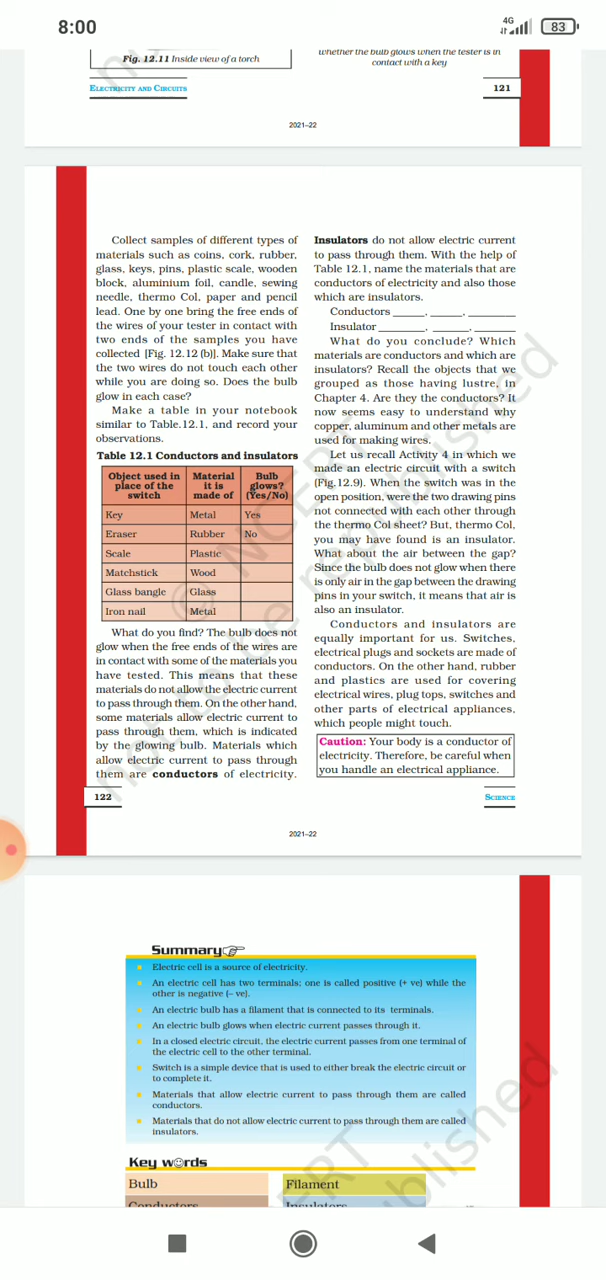 8:00
4G
83
Fig. 12.11 Inside view of a torch
whether the bulb glows when the tester is in
contact with a key
ELECTRICITY AND CIRCUITS
121
2021–22
Collect samples of different types of
materials such as coins, cork, rubber,
glass, keys, pins, plastic scale, wooden
block, aluminium foil, candle, sewing
needle, thermo Col, paper and pencil
lead. One by one bring the free ends of
the wires of your tester in contact with
two ends of the samples you have
collected [Fig. 12.12 (b)]. Make sure that
the two wires do not touch each other
while you are doing so. Does the bulb
glow in each case?
Make a table in your notebook
similar to Table.12.1, and record your
observations.
Table 12.1 Conductors and insulators
Object used in place of the switch Material it is made of Bulb glows? (Yes/No)
Key Metal Yes
Eraser Rubber No
Scale Plastic
Matchstick Wood
Glass bangle Glass
Iron nail Metal
What do you find? The bulb does not
glow when the free ends of the wires are
in contact with some of the materials you
have tested. This means that these
materials do not allow the electric current
to pass through them. On the other hand,
some materials allow electric current to
pass through them, which is indicated
by the glowing bulb. Materials which
allow electric current to pass through
them are conductors of electricity.
Insulators do not allow electric current
to pass through them. With the help of
Table 12.1, name the materials that are
conductors of electricity and also those
which are insulators.
Conductors ______, ______, _________
Insulator _________, _______, ________
What do you conclude? Which
materials are conductors and which are
insulators? Recall the objects that we
grouped as those having lustre, in
Chapter 4. Are they the conductors? It
now seems easy to understand why
copper, aluminum and other metals are
used for making wires.
Let us recall Activity 4 in which we
made an electric circuit with a switch
(Fig.12.9). When the switch was in the
open position, were the two drawing pins
not connected with each other through
the thermo Col sheet? But, thermo Col,
you may have found is an insulator.
What about the air between the gap?
Since the bulb does not glow when there
is only air in the gap between the drawing
pins in your switch, it means that air is
also an insulator.
Conductors and insulators are
equally important for us. Switches,
electrical plugs and sockets are made of
conductors. On the other hand, rubber
and plastics are used for covering
electrical wires, plug tops, switches and
other parts of electrical appliances,
which people might touch.
Caution: Your body is a conductor of
electricity. Therefore, be careful when
you handle an electrical appliance.
122
SCIENCE
2021–22
© NCERT
not to be republished
Summary
Electric cell is a source of electricity.
An electric cell has two terminals; one is called positive (+ ve) while the
other is negative (– ve).
An electric bulb has a filament that is connected to its terminals.
An electric bulb glows when electric current passes through it.
In a closed electric circuit, the electric current passes from one terminal of
the electric cell to the other terminal.
Switch is a simple device that is used to either break the electric circuit or
to complete it.
Materials that allow electric current to pass through them are called
conductors.
Materials that do not allow electric current to pass through them are called
insulators.
Key words
Bulb
Filament
Conductors
Insulators